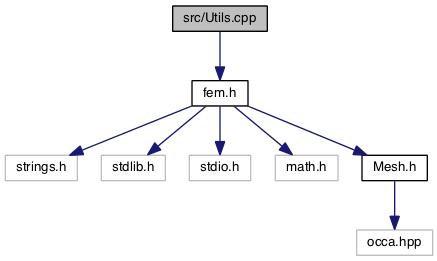 src/Utils.cpp
fem.h
strings.h
stdlib.h
stdio.h
math.h
Mesh.h
occa.hpp